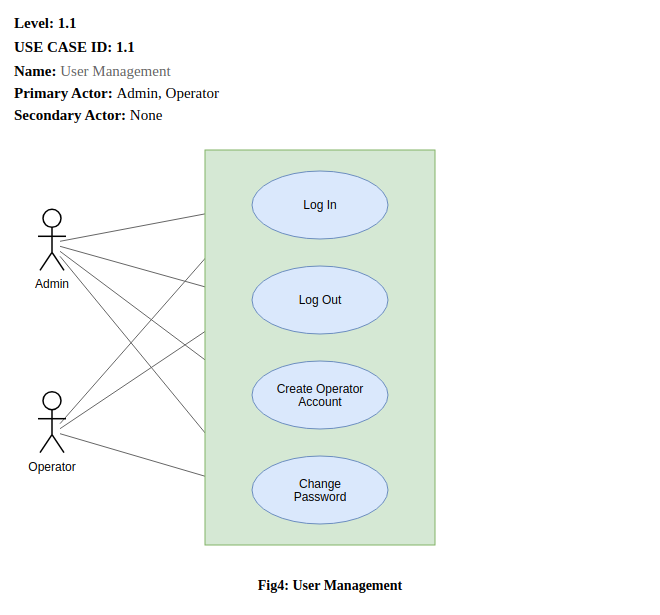 Level: 1.1
USE CASE ID: 1.1
Name: User Management
Primary Actor: Admin, Operator
Secondary Actor: None
Log In
Admin
Log Out
Create Operator
Account
Operator
Change
Password
Fig4: User Management